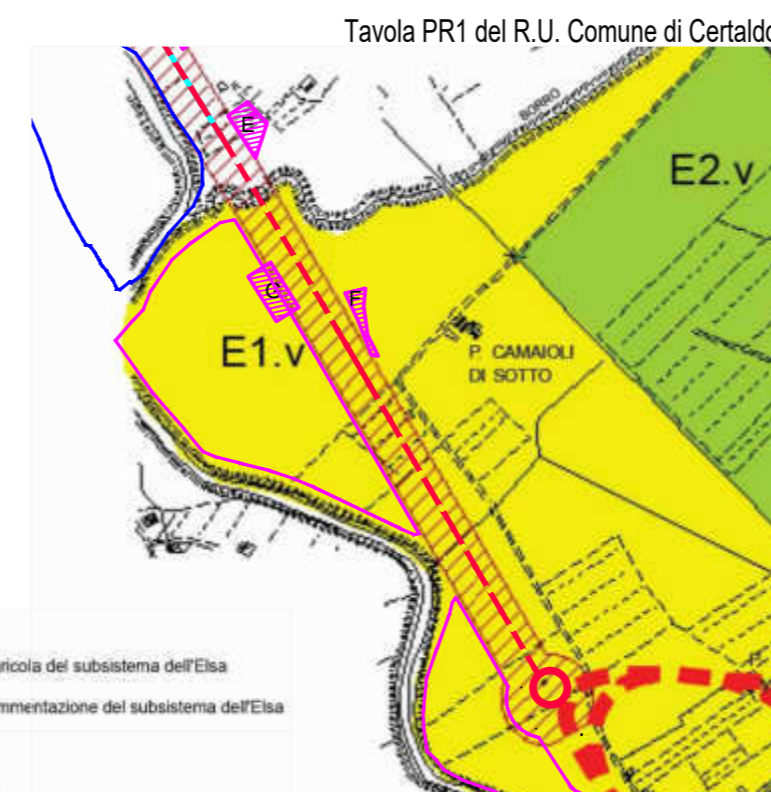 Tavola PR1 del R.U. Comune di Certaldo
BORRO
E
E2.v
C
F
E1.v
P. CAMAIOLI
DI SOTTO
ricola del subsistema dell'Elsa
mmentazione del subsistema dell'Elsa